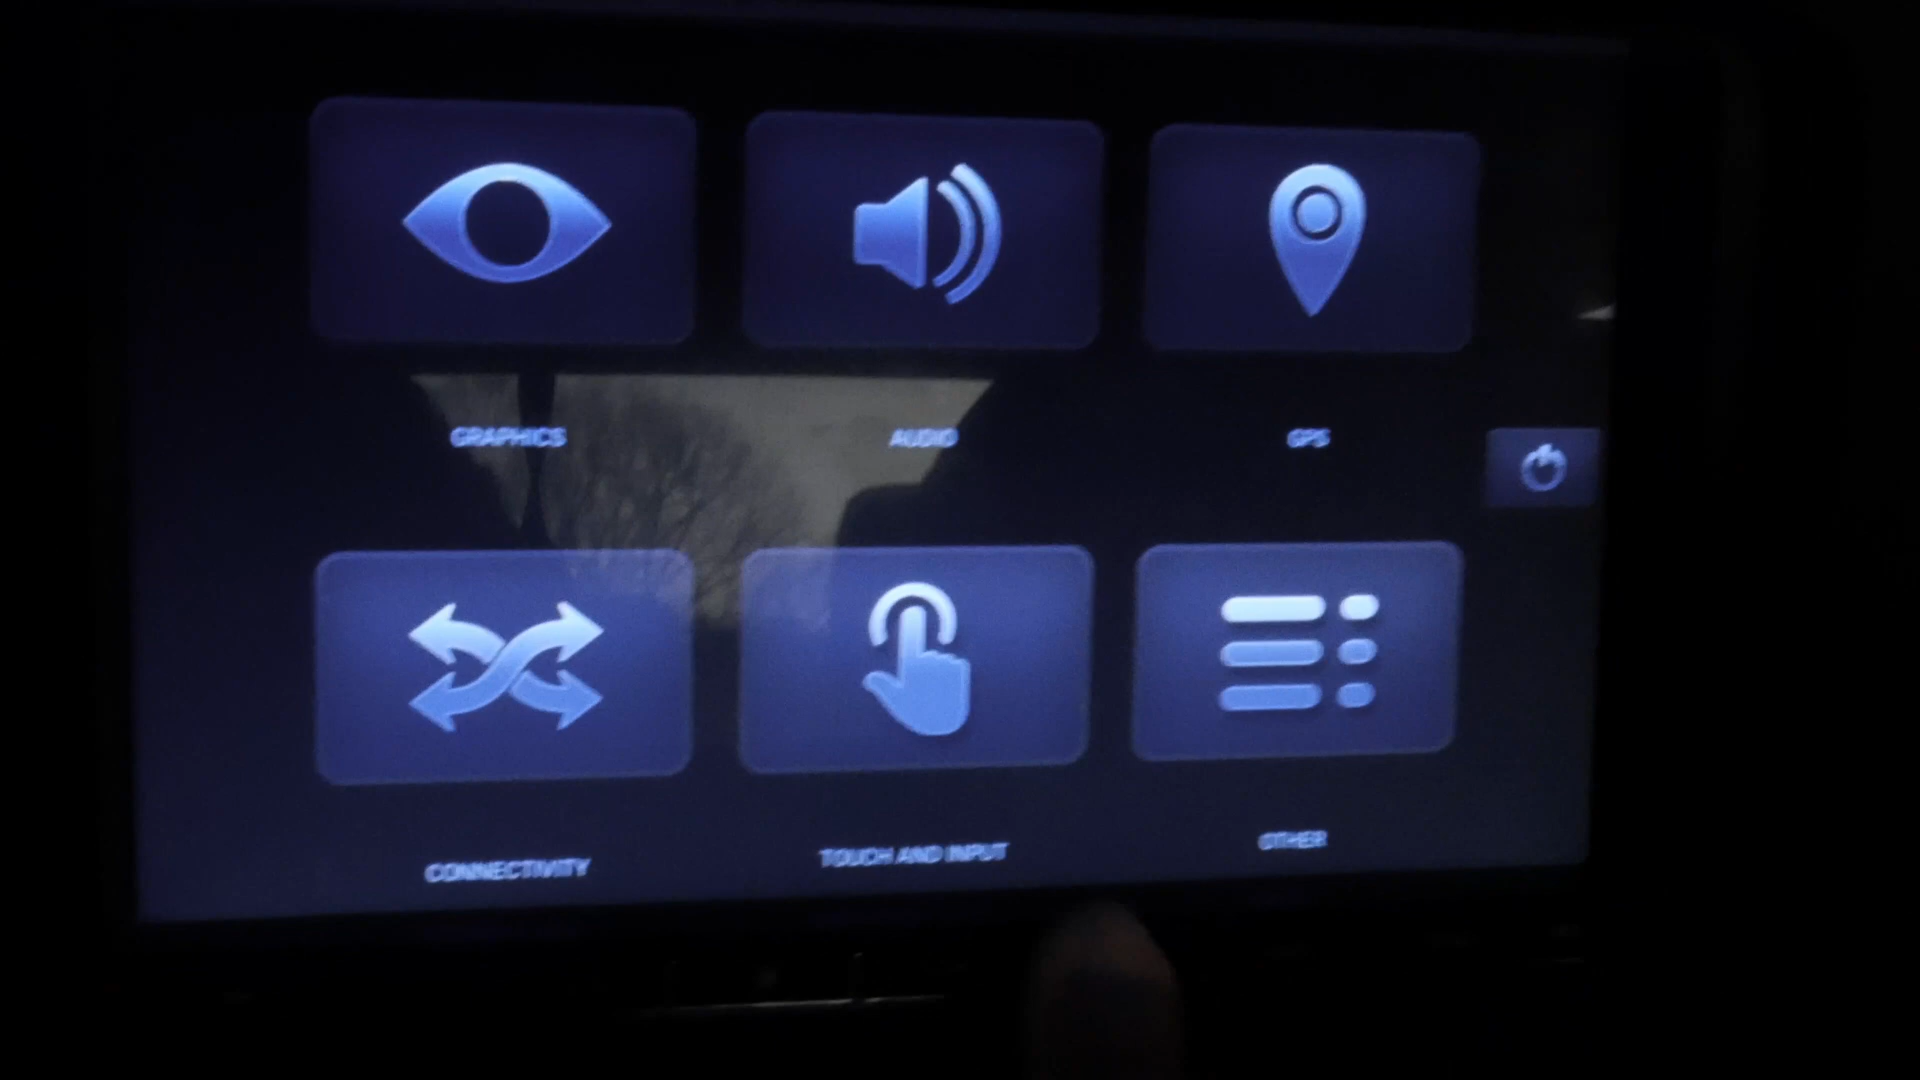 GRAPHICS
AUDIO
GPS
CONNECTIVITY
TOUCH AND INPUT
OTHER